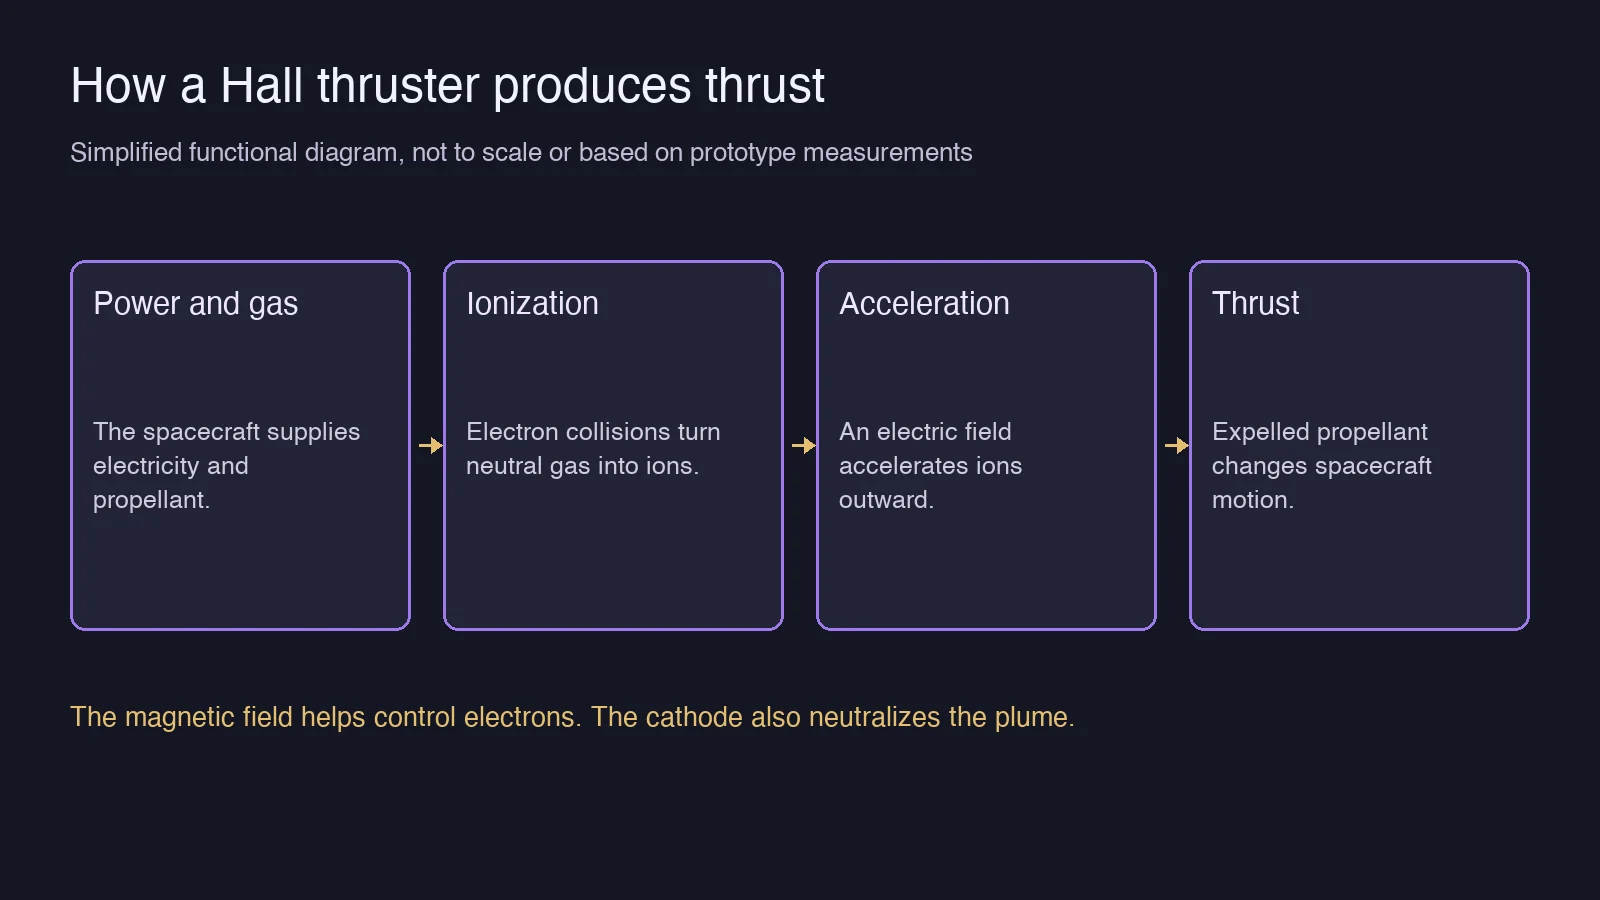 How a Hall thruster produces thrust
Simplified functional diagram, not to scale or based on prototype measurements
Power and gas
The spacecraft supplies
electricity and
propellant.
Ionization
Electron collisions turn
neutral gas into ions.
Acceleration
An electric field
accelerates ions
outward.
Thrust
Expelled propellant
changes spacecraft
motion.
The magnetic field helps control electrons. The cathode also neutralizes the plume.